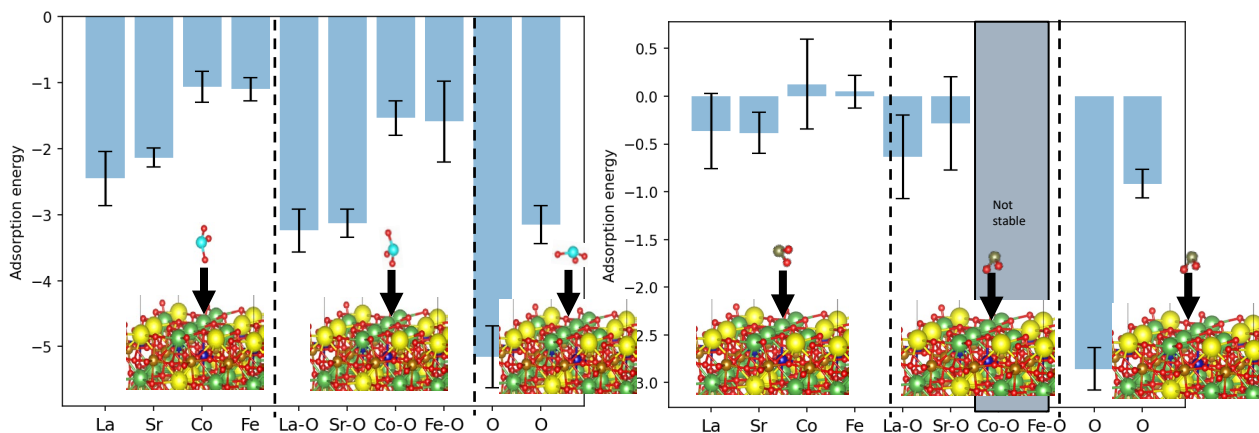 Adsorption energy
0
−1
−2
−3
−4
−5
La Sr Co Fe La-O Sr-O Co-O Fe-O O O
Adsorption energy
0.5
0.0
−0.5
−1.0
−1.5
−2.0
2.5
3.0
Not
stable
La Sr Co Fe La-O Sr-O Co-O Fe-O O O